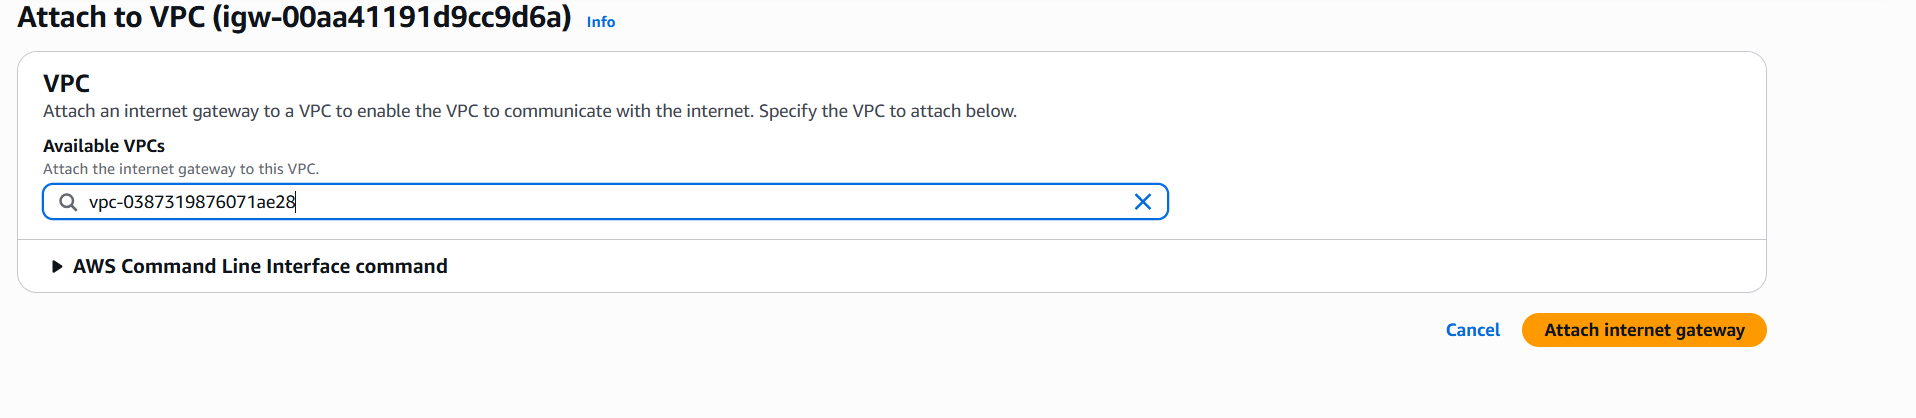 Attach to VPC (igw-00aa41191d9cc9d6a) Info
VPC
Attach an internet gateway to a VPC to enable the VPC to communicate with the internet. Specify the VPC to attach below.
Available VPCs
Attach the internet gateway to this VPC.
vpc-0387319876071ae28
AWS Command Line Interface command
Cancel Attach internet gateway